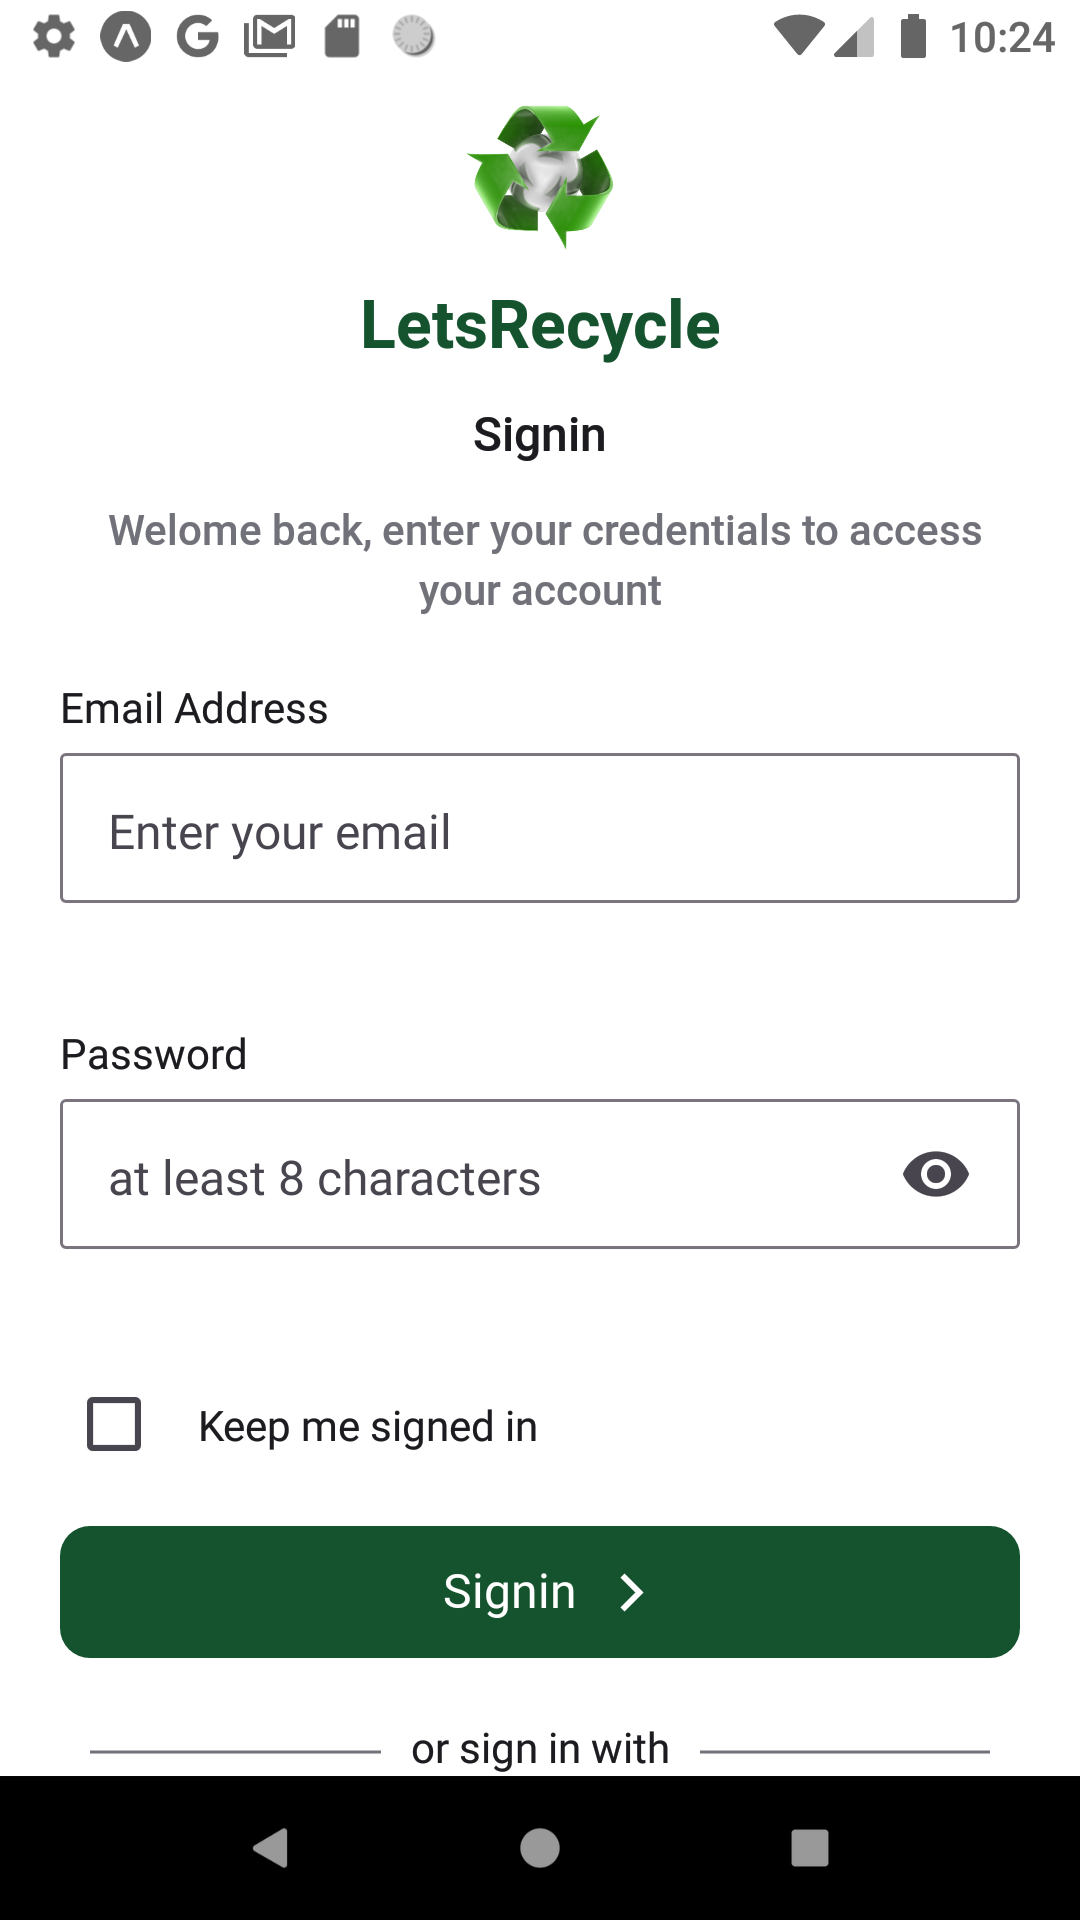 10:24
LetsRecycle
Signin
Welome back, enter your credentials to access
your account
Email Address
Enter your email
Password
at least 8 characters
Keep me signed in
Signin
or sign in with